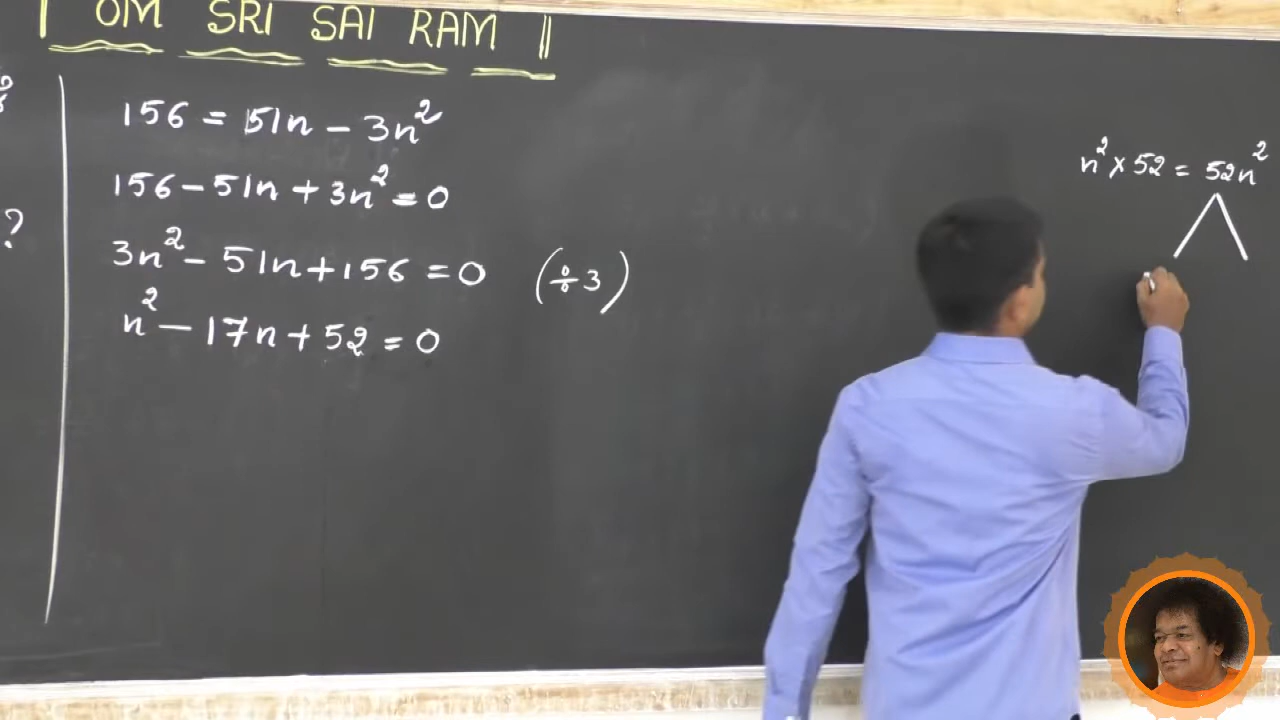 | OM SRI SAI RAM ||
?
156 = 51n - 3n²
156 - 51n + 3n² = 0
3n² - 51n + 156 = 0 (÷3)
n² - 17n + 52 = 0
n² × 52 = 52n²